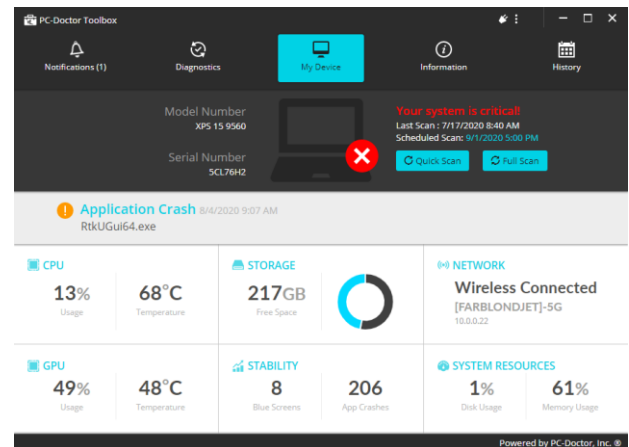 PC-Doctor Toolbox
Notifications (1)
Diagnostics
My Device
Information
History
Model Number
XPS 15 9560
Serial Number
5CL76H2
Your system is critical!
Last Scan : 7/17/2020 8:40 AM
Scheduled Scan: 9/1/2020 5:00 PM
Quick Scan
Full Scan
Application Crash 8/4/2020 9:07 AM
RtkUGui64.exe
CPU
13%
Usage
68°C
Temperature
STORAGE
217GB
Free Space
NETWORK
Wireless Connected
[FARBLONDJET]-5G
10.0.0.22
GPU
49%
Usage
48°C
Temperature
STABILITY
8
Blue Screens
206
App Crashes
SYSTEM RESOURCES
1%
Disk Usage
61%
Memory Usage
Powered by PC-Doctor, Inc. ®